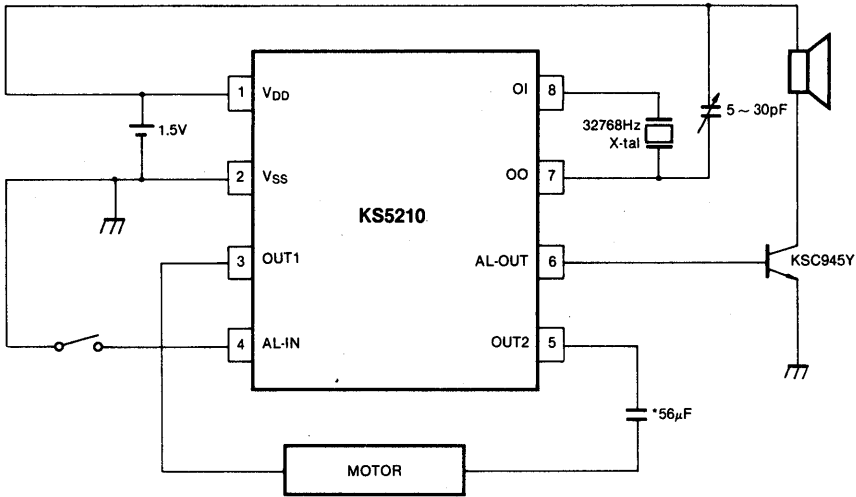 1 VDD
1.5V
2 VSS
KS5210
3 OUT1
4 AL-IN
OI 8
32768Hz
X-tal
5 ~ 30pF
OO 7
AL-OUT 6
KSC945Y
OUT2 5
*56μF
MOTOR